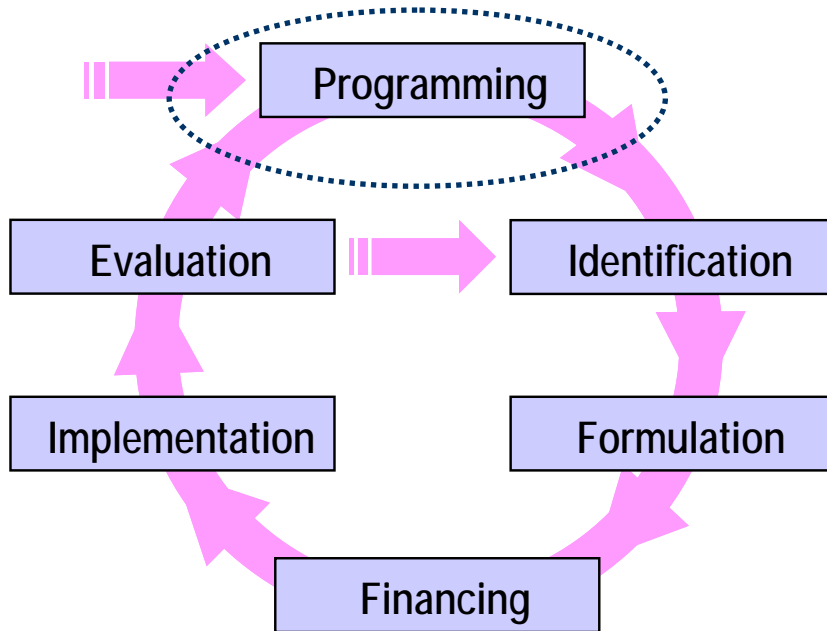 Programming
Evaluation
Identification
Implementation
Formulation
Financing